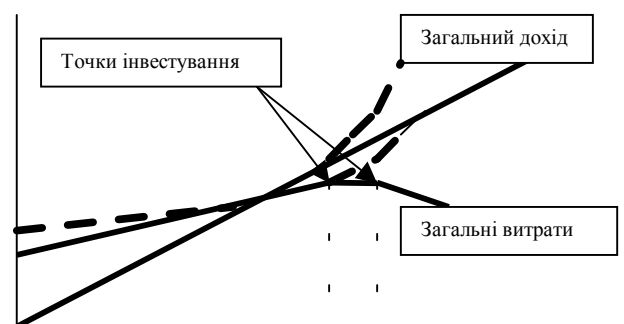 Загальний дохід
Точки інвестування
Загальні витрати